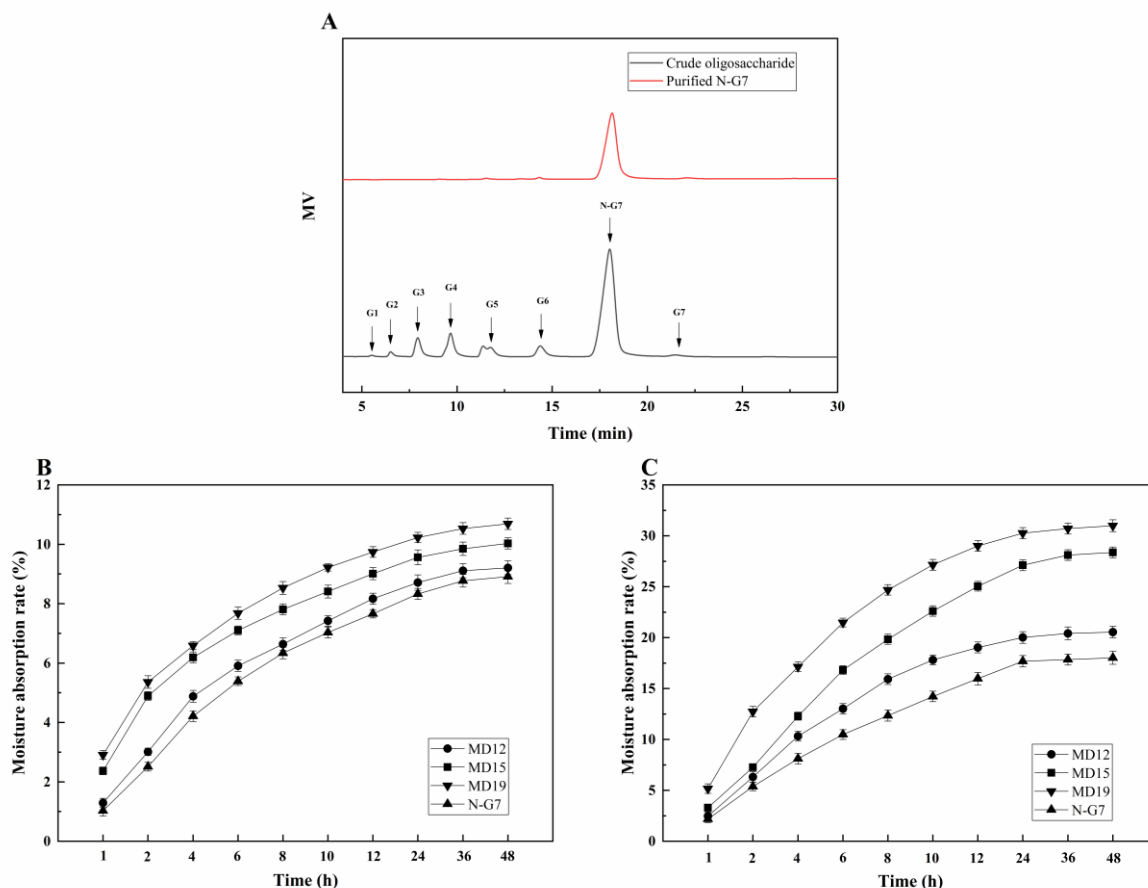 A
Crude oligosaccharide
Purified N-G7
MV
N-G7
G1
G2
G3
G4
G5
G6
G7
5 10 15 20 25 30
Time (min)
B
12
10
8
6
4
2
0
Moisture absorption rate (%)
MD12
MD15
MD19
N-G7
1 2 4 6 8 10 12 24 36 48
Time (h)
C
35
30
25
20
15
10
5
0
Moisture absorption rate (%)
MD12
MD15
MD19
N-G7
1 2 4 6 8 10 12 24 36 48
Time (h)